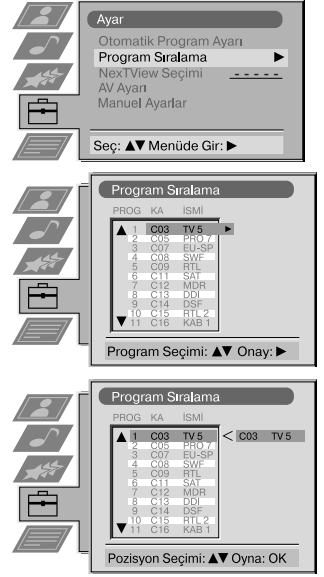 Ayar
Otomatik Program Ayarı
Program Sıralama ►
NexTView Seçimi - - - - -
AV Ayarı
Manuel Ayarlar
Seç: ▲▼ Menüde Gir: ►
Program Sıralama
PROG KA İSMİ
▲ 1 C03 TV 5 ►
2 C05 PRO 7
3 C07 EU-SP
4 C08 SWF
5 C09 RTL
6 C11 SAT
7 C12 MDR
8 C13 DDI
9 C14 DSF
10 C15 RTL 2
▼ 11 C16 KAB 1
Program Seçimi: ▲▼ Onay: ►
Program Sıralama
PROG KA İSMİ
▲ 1 C03 TV 5 < C03 TV 5
2 C05 PRO 7
3 C07 EU-SP
4 C08 SWF
5 C09 RTL
6 C11 SAT
7 C12 MDR
8 C13 DDI
9 C14 DSF
10 C15 RTL 2
▼ 11 C16 KAB 1
Pozisyon Seçimi: ▲▼ Oyna: OK